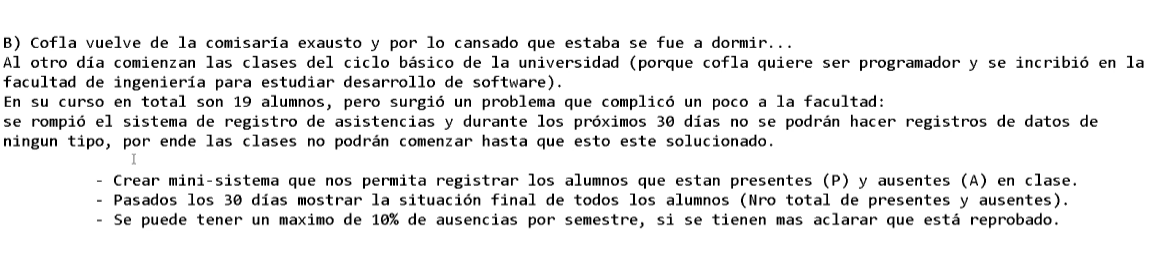 B) Cofla vuelve de la comisaría exausto y por lo cansado que estaba se fue a dormir...
Al otro día comienzan las clases del ciclo básico de la universidad (porque cofla quiere ser programador y se incribió en la
facultad de ingeniería para estudiar desarrollo de software).
En su curso en total son 19 alumnos, pero surgió un problema que complicó un poco a la facultad:
se rompió el sistema de registro de asistencias y durante los próximos 30 días no se podrán hacer registros de datos de
ningun tipo, por ende las clases no podrán comenzar hasta que esto este solucionado.
- Crear mini-sistema que nos permita registrar los alumnos que estan presentes (P) y ausentes (A) en clase.
- Pasados los 30 días mostrar la situación final de todos los alumnos (Nro total de presentes y ausentes).
- Se puede tener un maximo de 10% de ausencias por semestre, si se tienen mas aclarar que está reprobado.